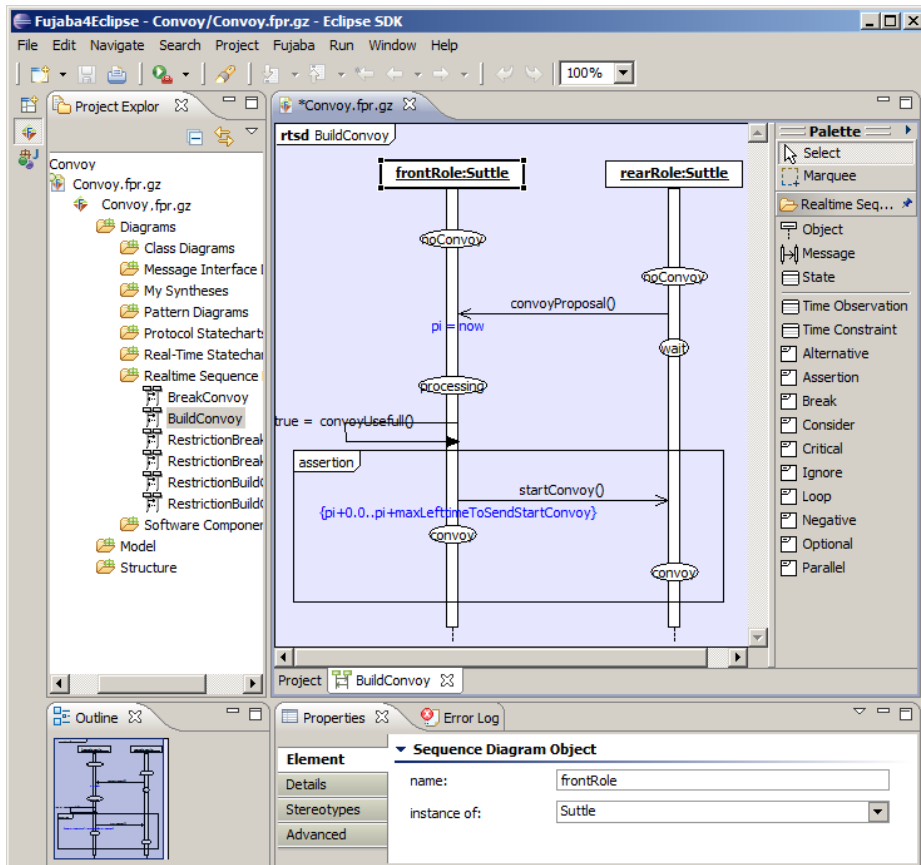 Fujaba4Eclipse - Convoy/Convoy.fpr.gz - Eclipse SDK
File Edit Navigate Search Project Fujaba Run Window Help
100%
Project Explor
Convoy
Convoy.fpr.gz
Convoy.fpr.gz
Diagrams
Class Diagrams
Message Interface
My Syntheses
Pattern Diagrams
Protocol Statecharts
Real-Time Statechar
Realtime Sequence
BreakConvoy
BuildConvoy
RestrictionBreak
RestrictionBreak
RestrictionBuild
RestrictionBuild
Software Componen
Model
Structure
*Convoy.fpr.gz
rtsd BuildConvoy
frontRole:Suttle
rearRole:Suttle
noConvoy
noConvoy
convoyProposal()
pi = now
wait
processing
true = convoyUsefull()
assertion
startConvoy()
{pi+0.0..pi+maxLefttimeToSendStartConvoy}
convoy
convoy
Palette
Select
Marquee
Realtime Seq...
Object
Message
State
Time Observation
Time Constraint
Alternative
Assertion
Break
Consider
Critical
Ignore
Loop
Negative
Optional
Parallel
Project
BuildConvoy
Outline
Properties
Error Log
Element
Details
Stereotypes
Advanced
Sequence Diagram Object
name: frontRole
instance of: Suttle